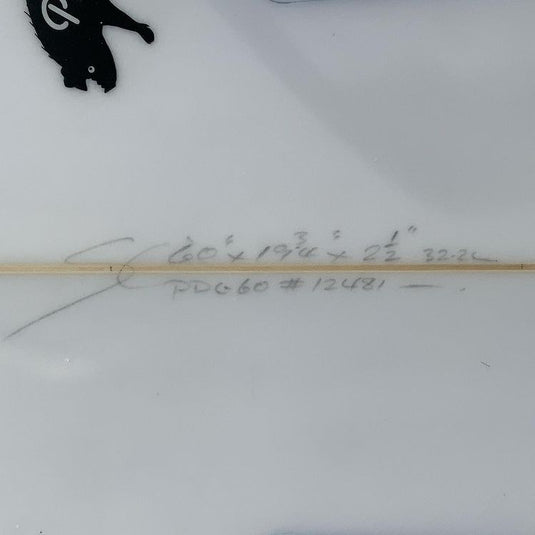 6'0" x 19 3/4" x 2 1/2" 32.2L
PDG60 #12481 —